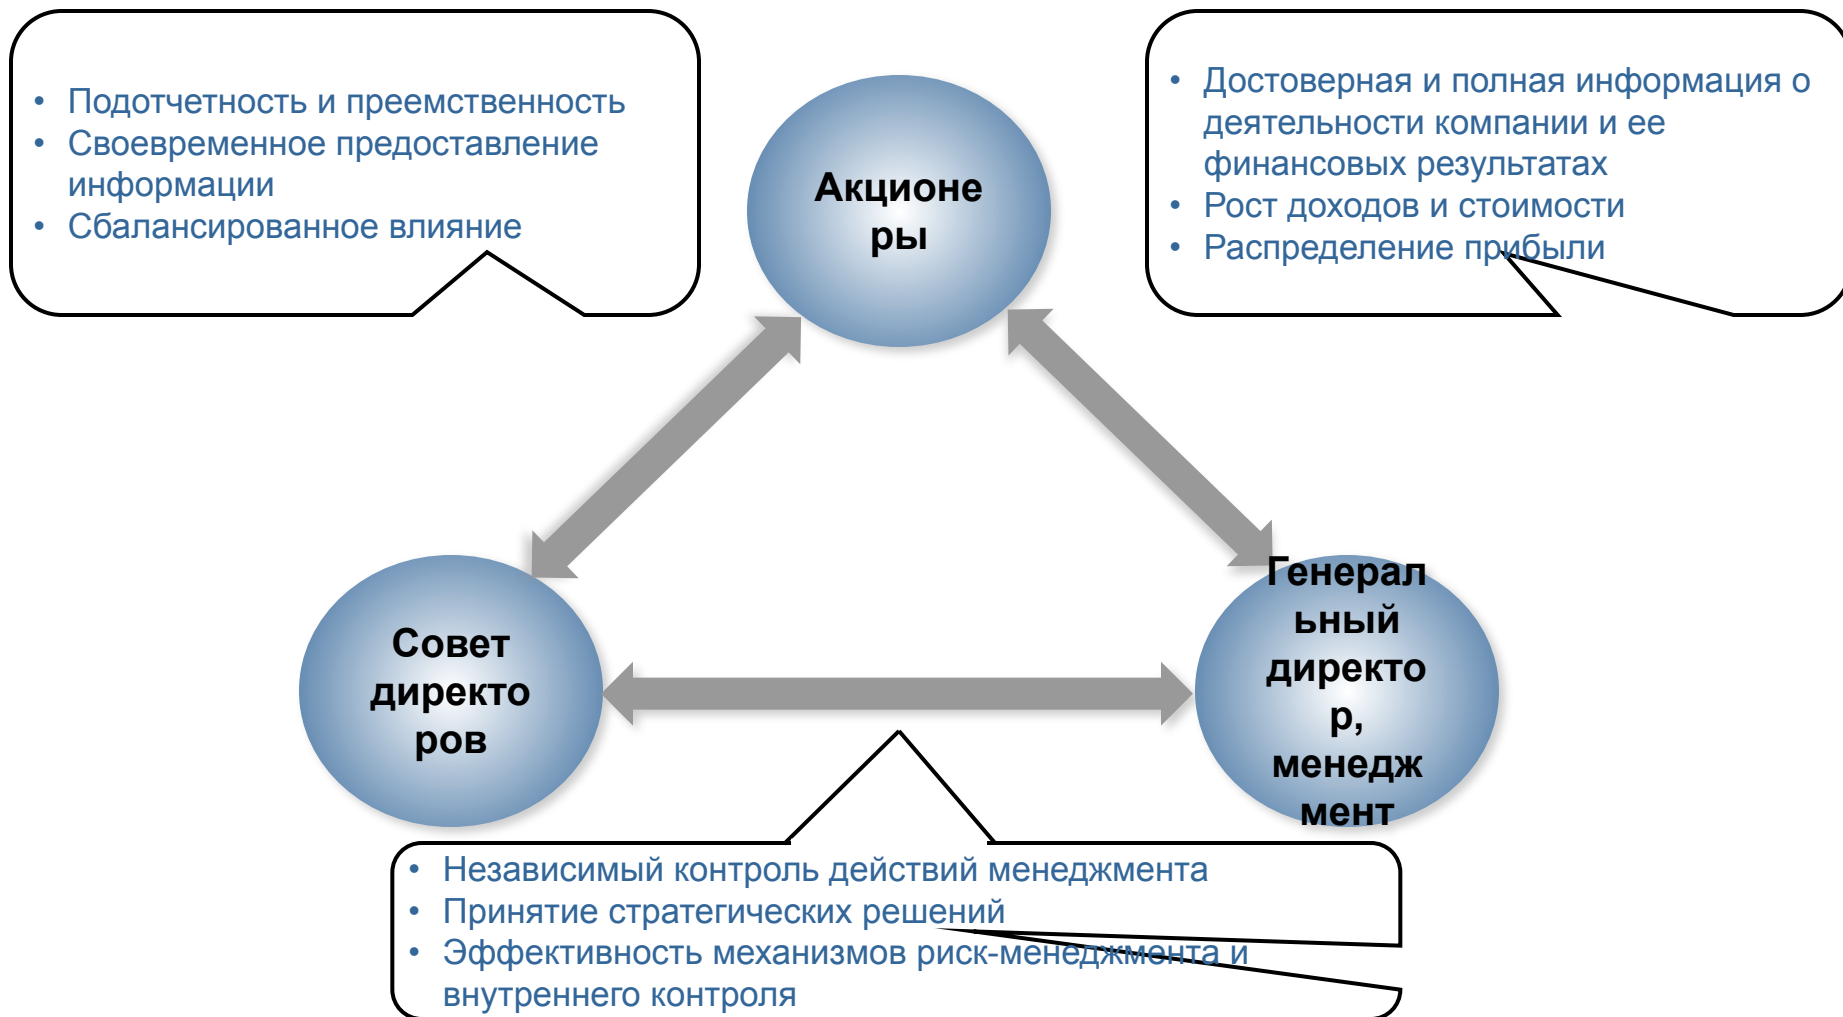 • Подотчетность и преемственность
• Своевременное предоставление
информации
• Сбалансированное влияние
• Достоверная и полная информация о
деятельности компании и ее
финансовых результатах
• Рост доходов и стоимости
• Распределение прибыли
Акционе
ры
Совет
директо
ров
Генерал
ьный
директо
р,
менедж
мент
• Независимый контроль действий менеджмента
• Принятие стратегических решений
• Эффективность механизмов риск-менеджмента и
внутреннего контроля